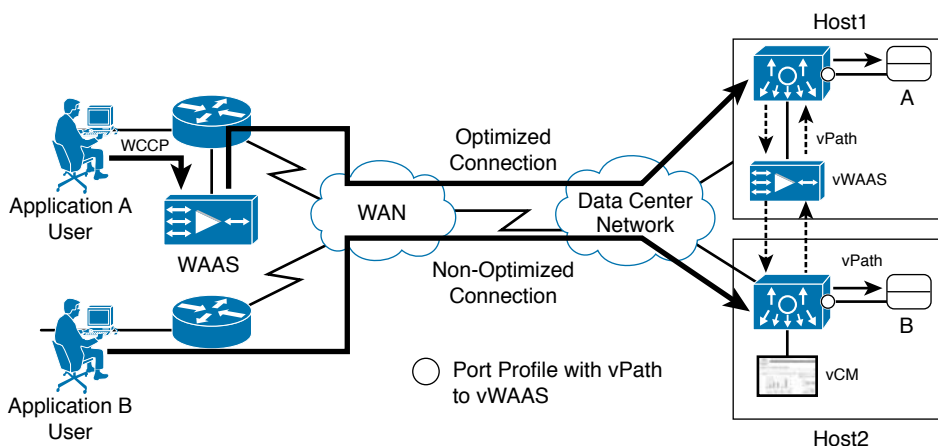 Host1
A
Optimized
Connection
vPath
WCCP
vWAAS
Application A
User
WAN
Data Center
Network
WAAS
Non-Optimized
Connection
vPath
B
Port Profile with vPath
to vWAAS
vCM
Application B
User
Host2